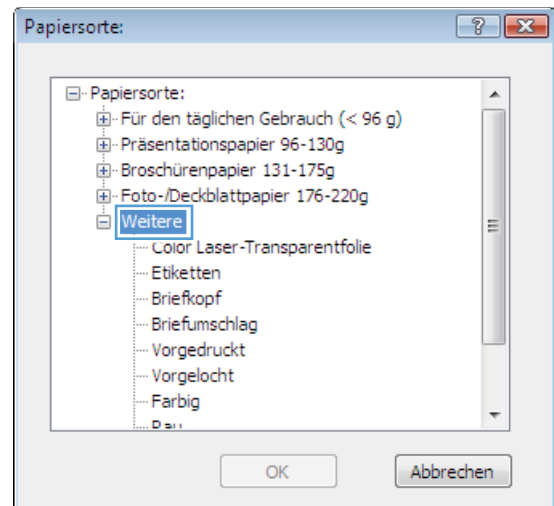 Papiersorte:
Papiersorte:
Für den täglichen Gebrauch (< 96 g)
Präsentationspapier 96-130g
Broschürenpapier 131-175g
Foto-/Deckblattpapier 176-220g
Weitere
Color Laser-Transparentfolie
Etiketten
Briefkopf
Briefumschlag
Vorgedruckt
Vorgelocht
Farbig
Rau
OK
Abbrechen